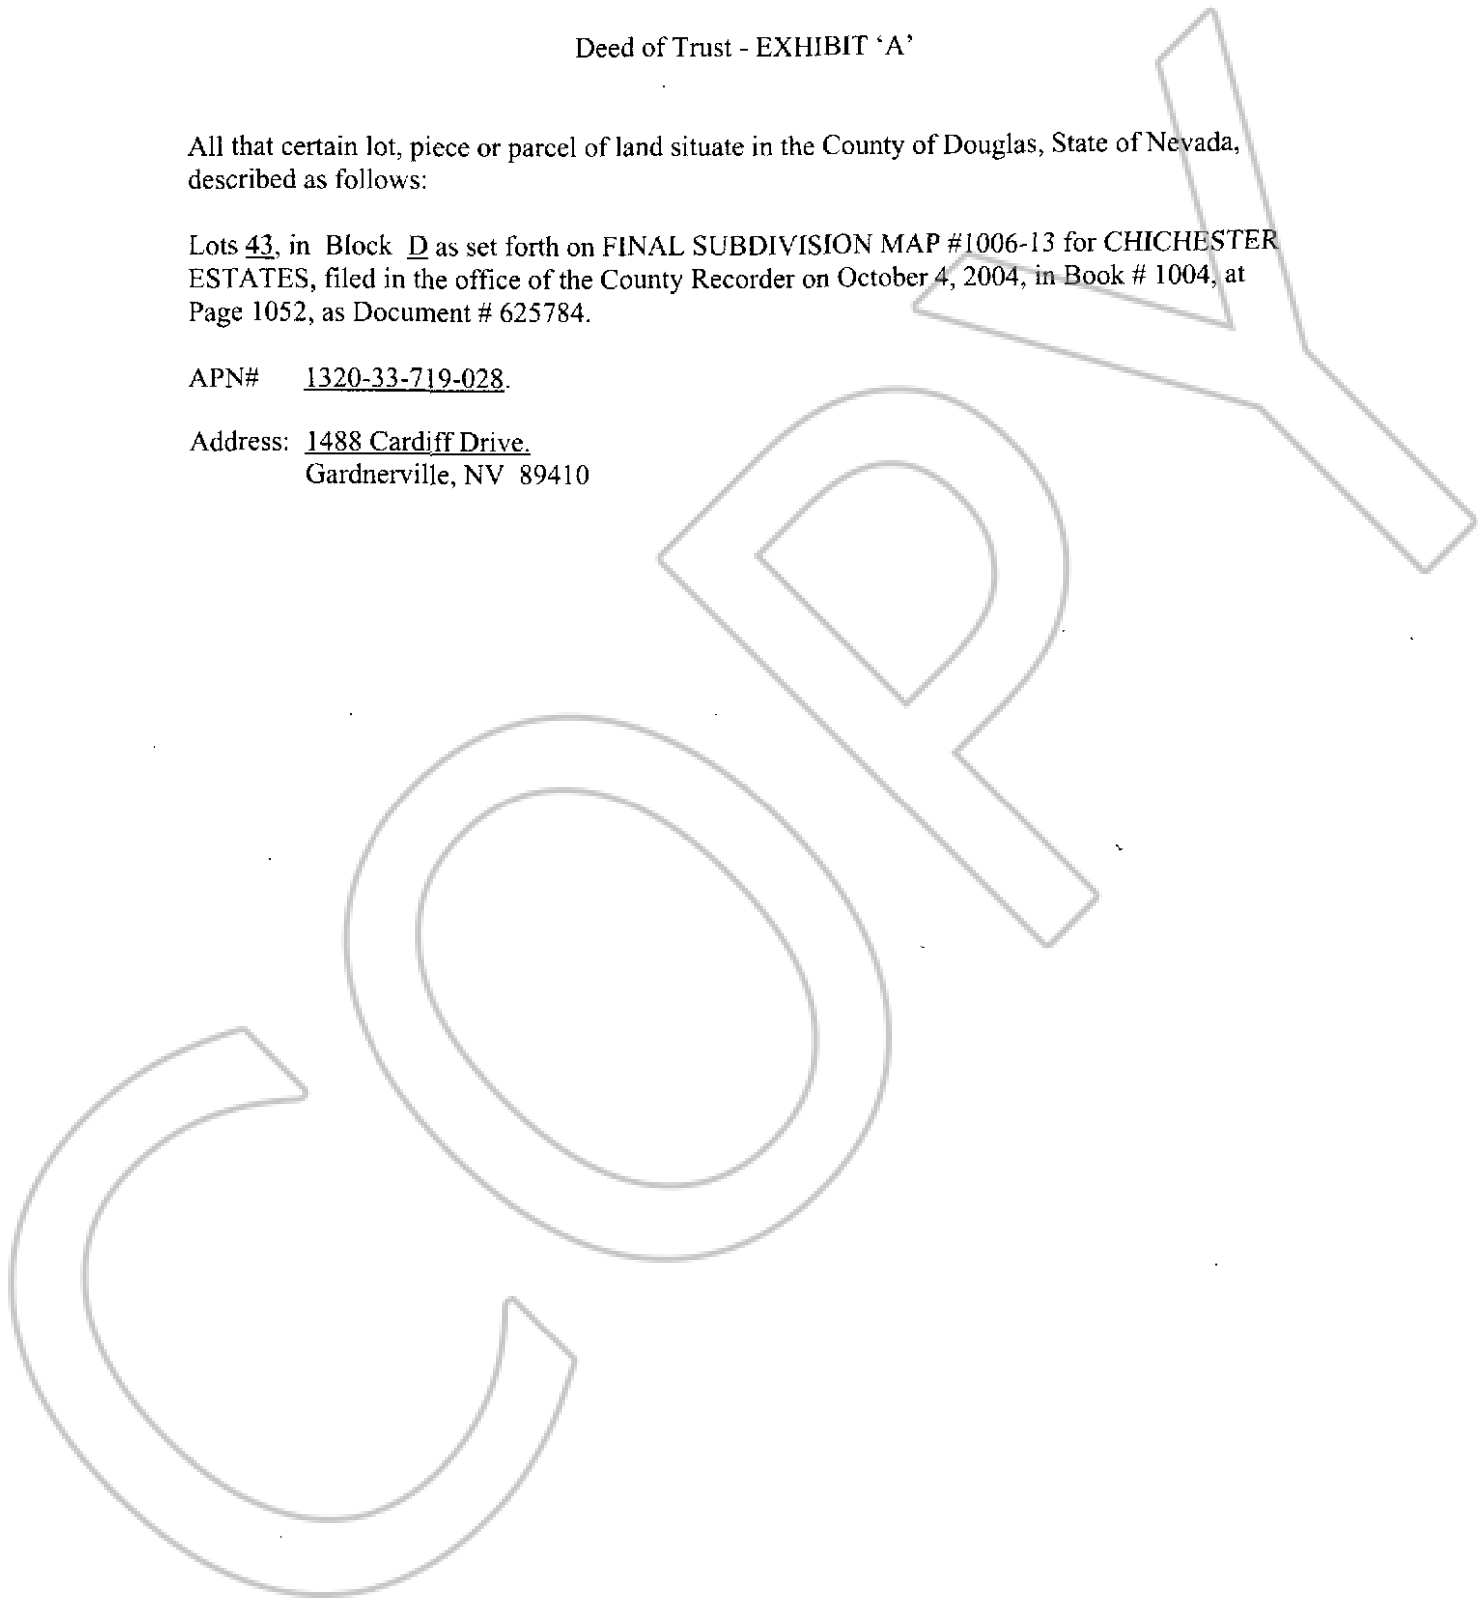 Deed of Trust - EXHIBIT ‘A’
All that certain lot, piece or parcel of land situate in the County of Douglas, State of Nevada,
described as follows:
Lots 43, in Block D as set forth on FINAL SUBDIVISION MAP #1006-13 for CHICHESTER
ESTATES, filed in the office of the County Recorder on October 4, 2004, in Book # 1004, at
Page 1052, as Document # 625784.
APN# 1320-33-719-028.
Address: 1488 Cardiff Drive.
Gardnerville, NV 89410
COPY